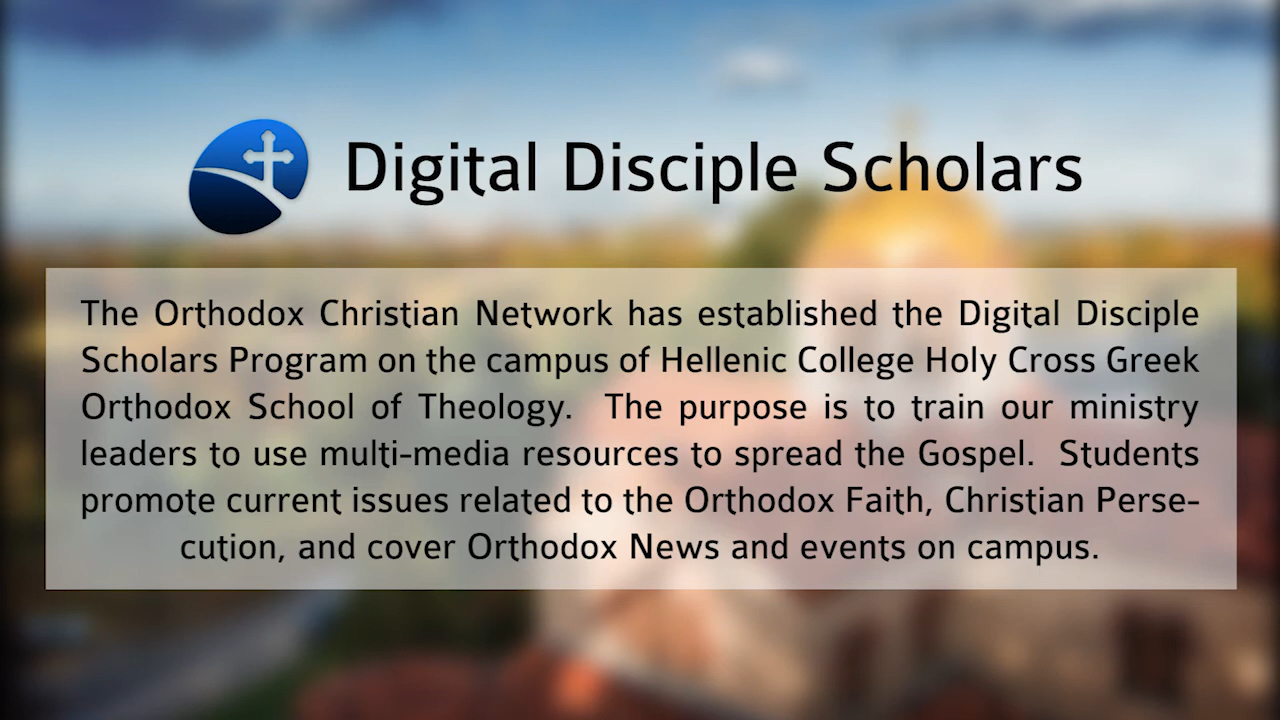 Digital Disciple Scholars
The Orthodox Christian Network has established the Digital Disciple
Scholars Program on the campus of Hellenic College Holy Cross Greek
Orthodox School of Theology.  The purpose is to train our ministry
leaders to use multi-media resources to spread the Gospel.  Students
promote current issues related to the Orthodox Faith, Christian Perse-
cution, and cover Orthodox News and events on campus.